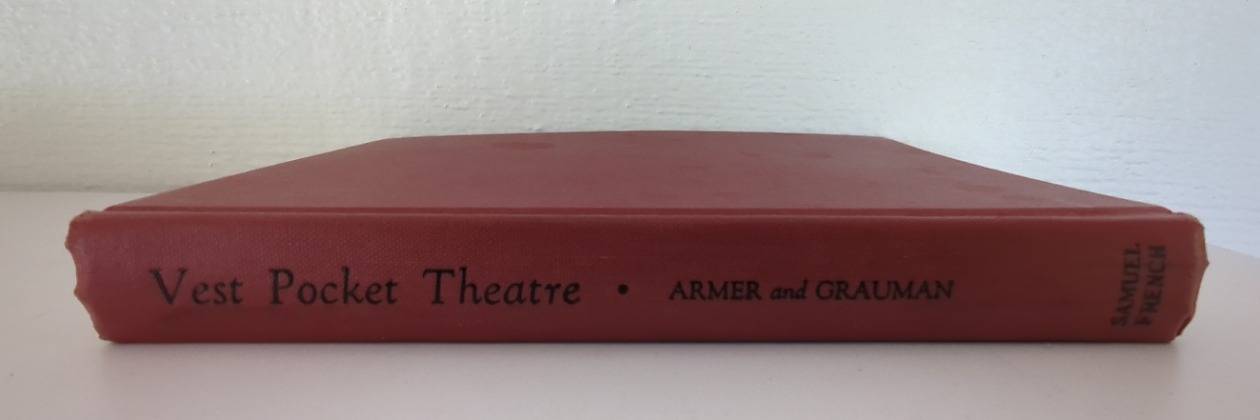 Vest Pocket Theatre • ARMER and GRAUMAN
SAMUEL
FRENCH